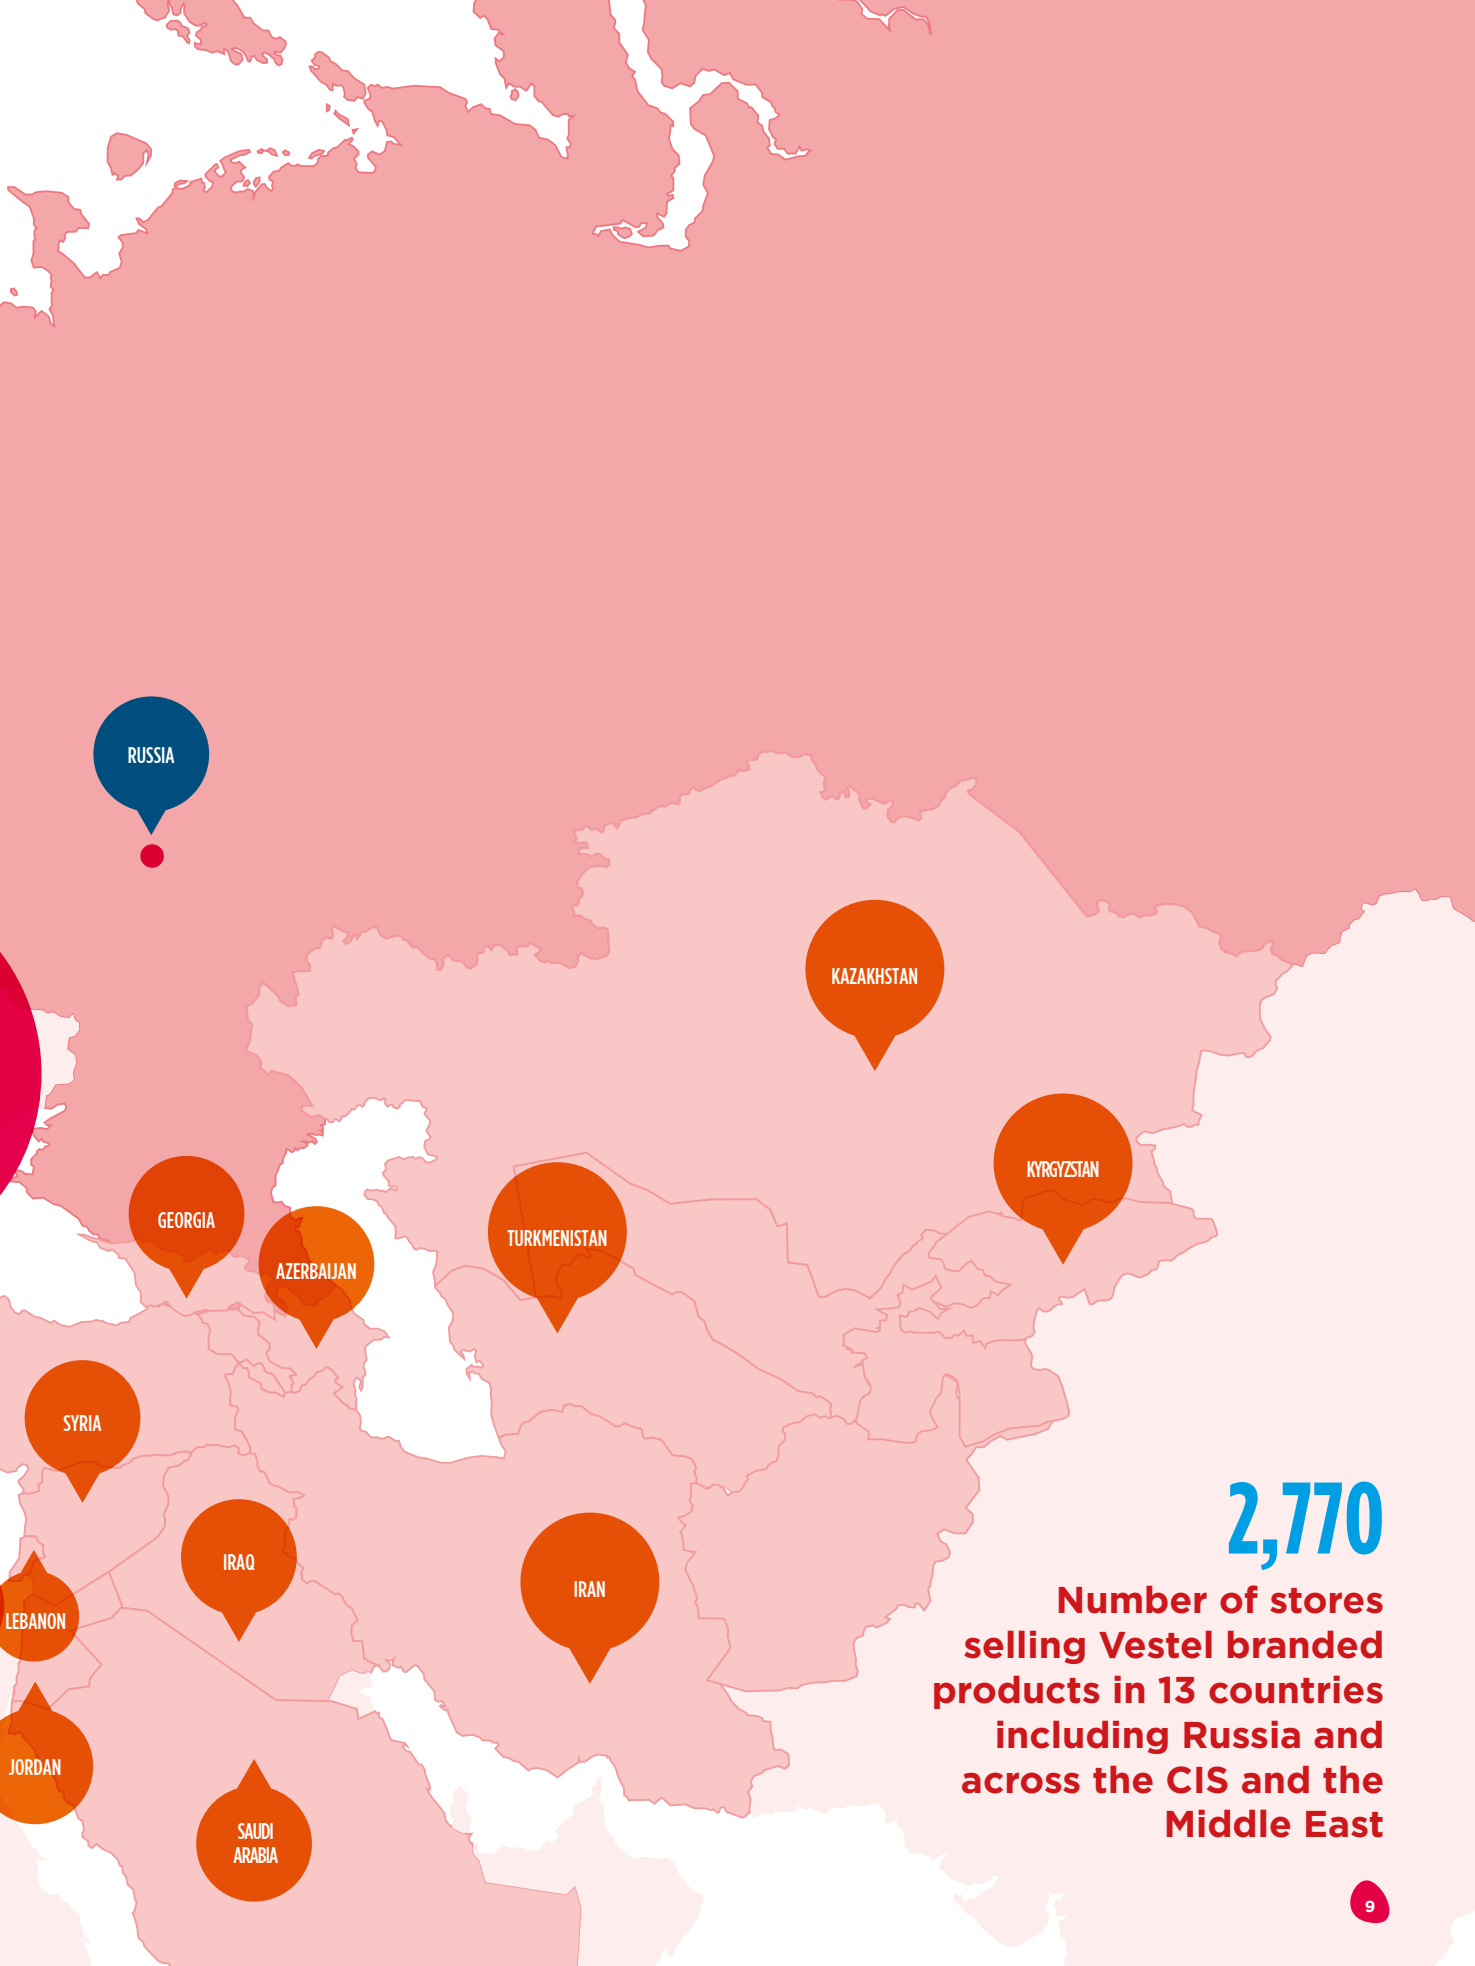 RUSSIA
KAZAKHSTAN
KYRGYZSTAN
GEORGIA
TURKMENISTAN
AZERBAIJAN
SYRIA
IRAQ
IRAN
LEBANON
JORDAN
SAUDI
ARABIA
2,770
Number of stores
selling Vestel branded
products in 13 countries
including Russia and
across the CIS and the
Middle East
9